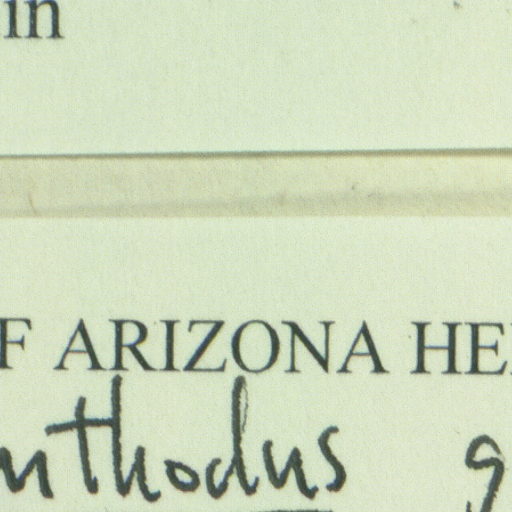 in
F ARIZONA HE
nthodus g